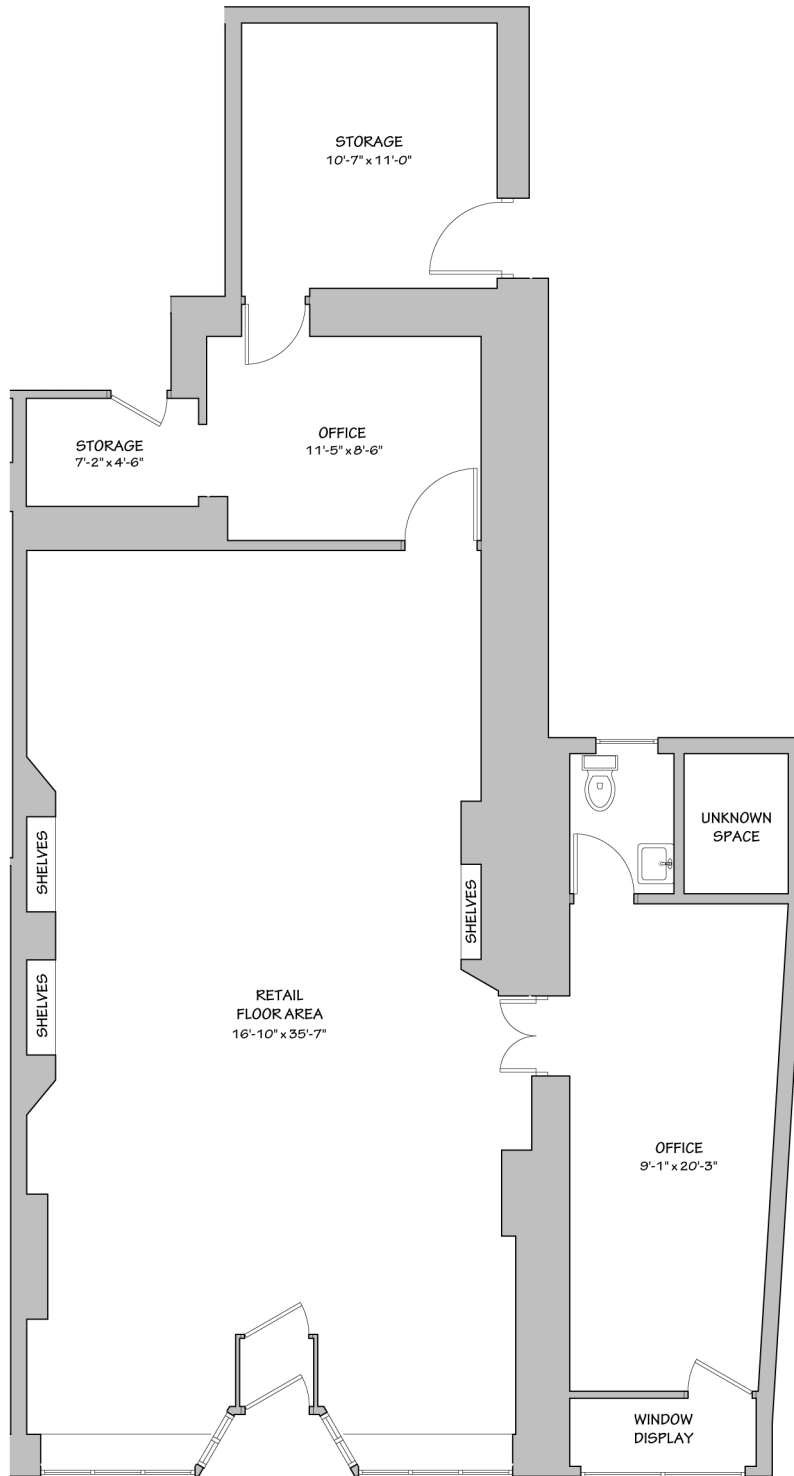 STORAGE
10'-7" x 11'-0"
OFFICE
11'-5" x 8'-6"
STORAGE
7'-2" x 4'-6"
UNKNOWN
SPACE
SHELVES
SHELVES
SHELVES
RETAIL
FLOOR AREA
16'-10" x 35'-7"
OFFICE
9'-1" x 20'-3"
WINDOW
DISPLAY